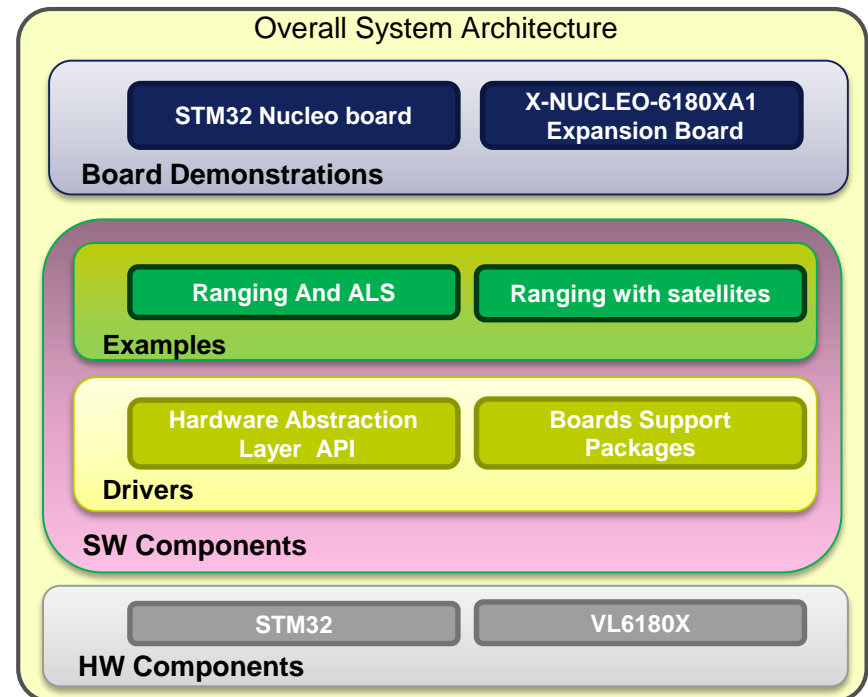 Overall System Architecture
STM32 Nucleo board
X-NUCLEO-6180XA1
Expansion Board
Board Demonstrations
Ranging And ALS
Ranging with satellites
Examples
Hardware Abstraction
Layer API
Boards Support
Packages
Drivers
SW Components
STM32
VL6180X
HW Components